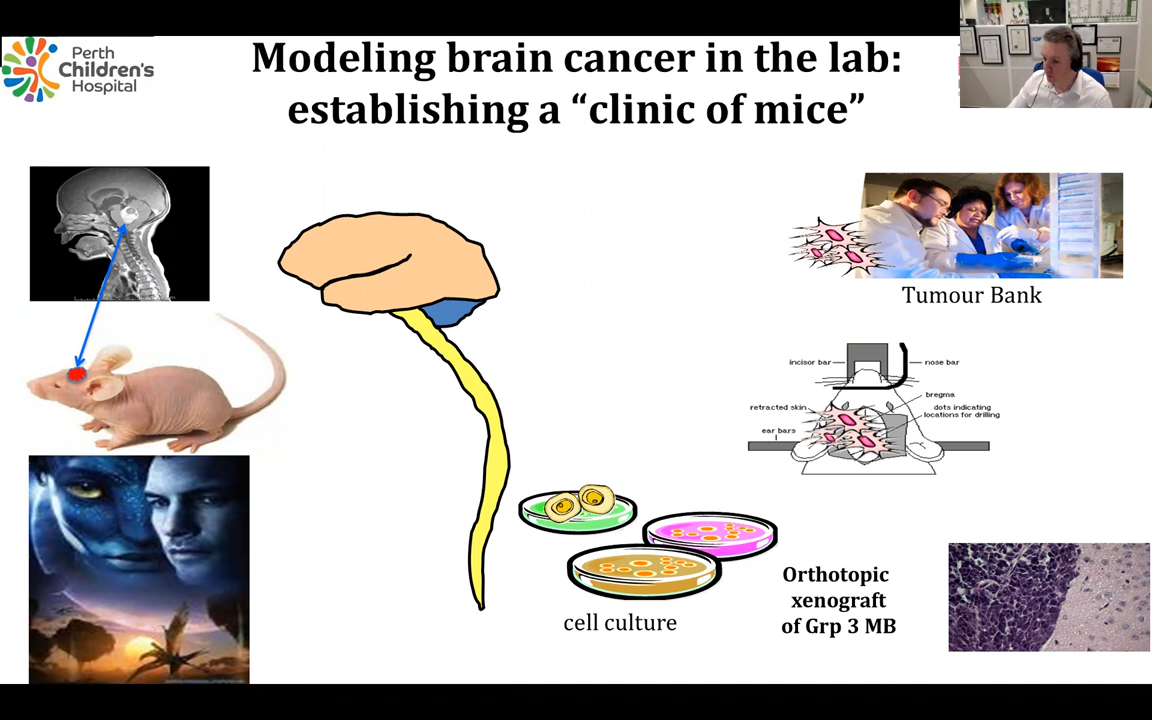 Perth
Children's
Hospital
Modeling brain cancer in the lab:
establishing a “clinic of mice”
Tumour Bank
incisor bar
nose bar
bregma
retracted skin
dots indicating
locations for drilling
ear bars
cell culture
Orthotopic
xenograft
of Grp 3 MB